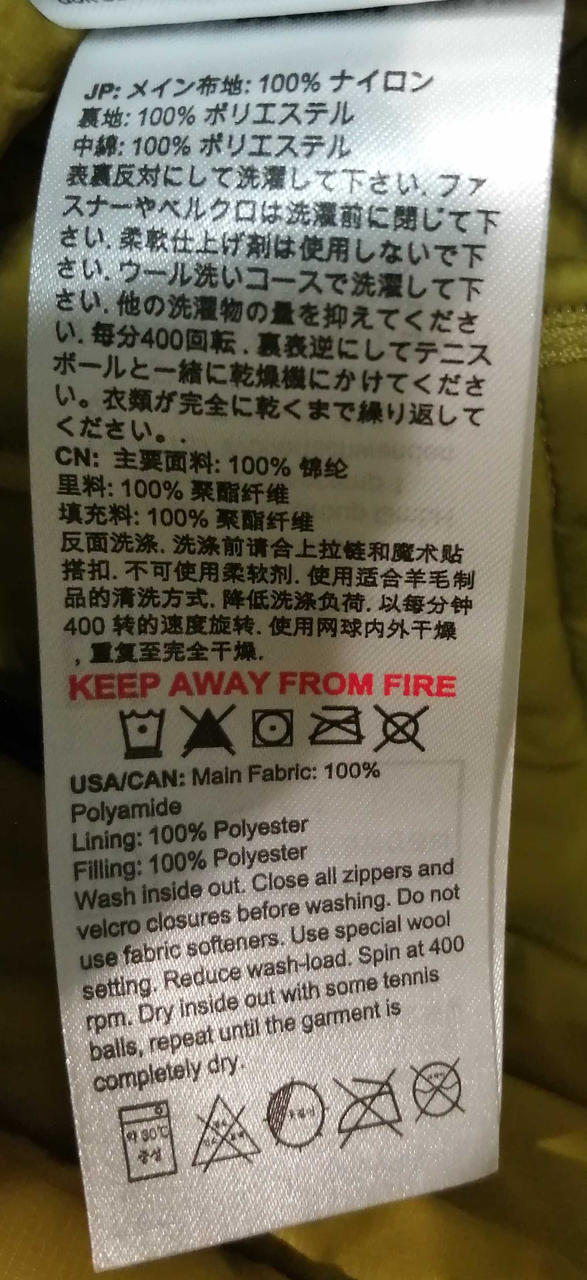 JP: メイン布地: 100% ナイロン
裏地: 100% ポリエステル
中綿: 100% ポリエステル
表裏反対にして洗濯して下さい. ファ
スナーやベルクロは洗濯前に閉じて下
さい. 柔軟仕上げ剤は使用しないで下
さい. ウール洗いコースで洗濯して下
さい. 他の洗濯物の量を抑えてくださ
い. 毎分400回転 . 裏表逆にしてテニス
ボールと一緒に乾燥機にかけてくださ
い。衣類が完全に乾くまで繰り返して
ください。.
CN: 主要面料: 100% 锦纶
里料: 100% 聚酯纤维
填充料: 100% 聚酯纤维
反面洗涤. 洗涤前请合上拉链和魔术贴
搭扣. 不可使用柔软剂. 使用适合羊毛制
品的清洗方式. 降低洗涤负荷. 以每分钟
400 转的速度旋转. 使用网球内外干燥
, 重复至完全干燥.
KEEP AWAY FROM FIRE
USA/CAN: Main Fabric: 100%
Polyamide
Lining: 100% Polyester
Filling: 100% Polyester
Wash inside out. Close all zippers and
velcro closures before washing. Do not
use fabric softeners. Use special wool
setting. Reduce wash-load. Spin at 400
rpm. Dry inside out with some tennis
balls, repeat until the garment is
completely dry.
약 30℃
중성